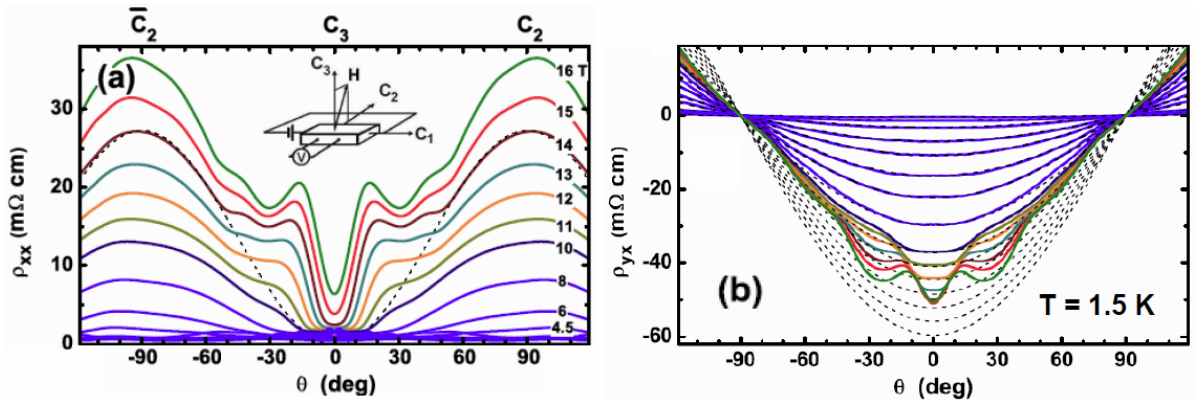 C̅₂ C₃ C₂
(a)
C₃ H
C₂
C₁
V
16 T
15
14
13
12
11
10
8
6
4.5
ρxx (mΩ cm)
30
20
10
0
-90 -60 -30 0 30 60 90
θ (deg)
(b)
T = 1.5 K
ρyx (mΩ cm)
0
-20
-40
-60
-90 -60 -30 0 30 60 90
θ (deg)